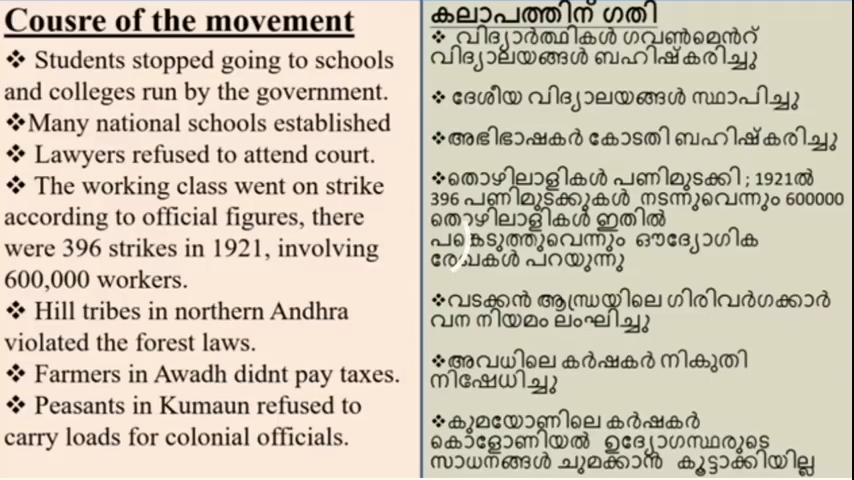 Cousre of the movement
❖ Students stopped going to schools
and colleges run by the government.
❖Many national schools established
❖ Lawyers refused to attend court.
❖ The working class went on strike
according to official figures, there
were 396 strikes in 1921, involving
600,000 workers.
❖ Hill tribes in northern Andhra
violated the forest laws.
❖ Farmers in Awadh didnt pay taxes.
❖ Peasants in Kumaun refused to
carry loads for colonial officials.
കലാപത്തിന് ഗതി
❖ വിദ്യാർത്ഥികൾ ഗവൺമെൻറ്
വിദ്യാലയങ്ങൾ ബഹിഷ്കരിച്ചു
❖ ദേശീയ വിദ്യാലയങ്ങൾ സ്ഥാപിച്ചു
❖അഭിഭാഷകർ കോടതി ബഹിഷ്കരിച്ചു
❖തൊഴിലാളികൾ പണിമുടക്കി ; 1921ൽ
396 പണിമുടക്കുകൾ നടന്നുവെന്നും 600000
തൊഴിലാളികൾ ഇതിൽ
പങ്കെടുത്തുവെന്നും ഔദ്യോഗിക
രേഖകൾ പറയുന്നു
❖വടക്കൻ ആന്ധ്രയിലെ ഗിരിവർഗക്കാർ
വന നിയമം ലംഘിച്ചു
❖അവധിലെ കർഷകർ നികുതി
നിഷേധിച്ചു
❖കുമയോണിലെ കർഷകർ
കൊളോണിയൽ ഉദ്യോഗസ്ഥരുടെ
സാധനങ്ങൾ ചുമക്കാൻ കൂട്ടാക്കിയില്ല